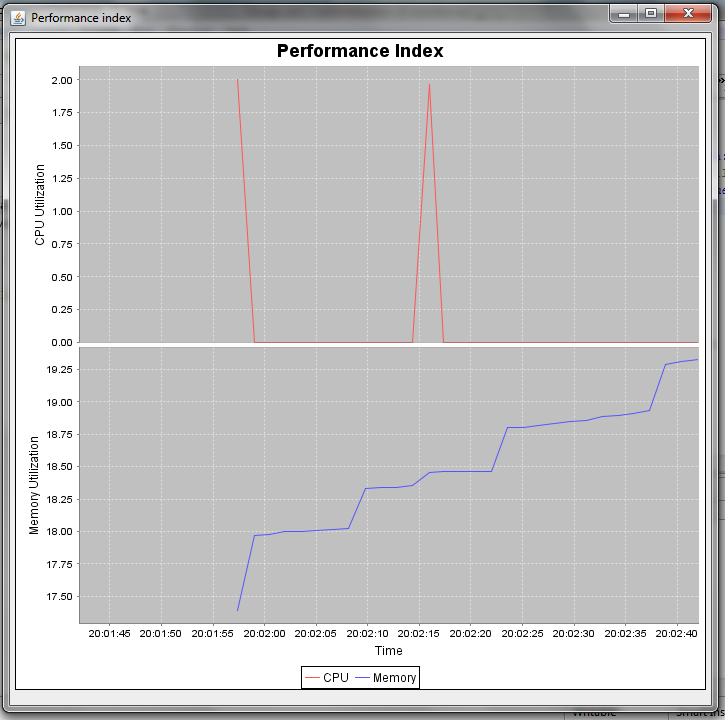 Performance index
Performance Index
CPU Utilization
2.00
1.75
1.50
1.25
1.00
0.75
0.50
0.25
0.00
Memory Utilization
19.25
19.00
18.75
18.50
18.25
18.00
17.75
17.50
20:01:45 20:01:50 20:01:55 20:02:00 20:02:05 20:02:10 20:02:15 20:02:20 20:02:25 20:02:30 20:02:35 20:02:40
Time
CPU Memory
Writable Smart Ins